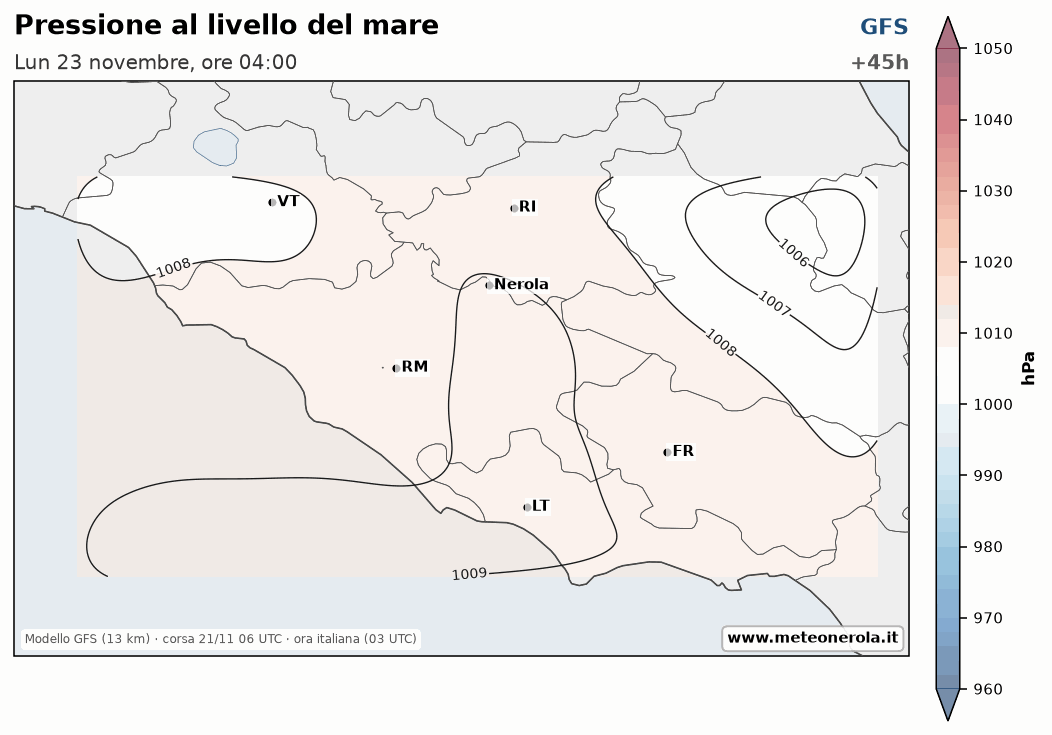 Pressione al livello del mare
GFS
Lun 23 novembre, ore 04:00
+45h
VT
RI
1008
Nerola
1006
1007
1008
RM
FR
LT
1009
Modello GFS (13 km) · corsa 21/11 06 UTC · ora italiana (03 UTC)
www.meteonerola.it
1050
1040
1030
1020
1010
1000
990
980
970
960
hPa